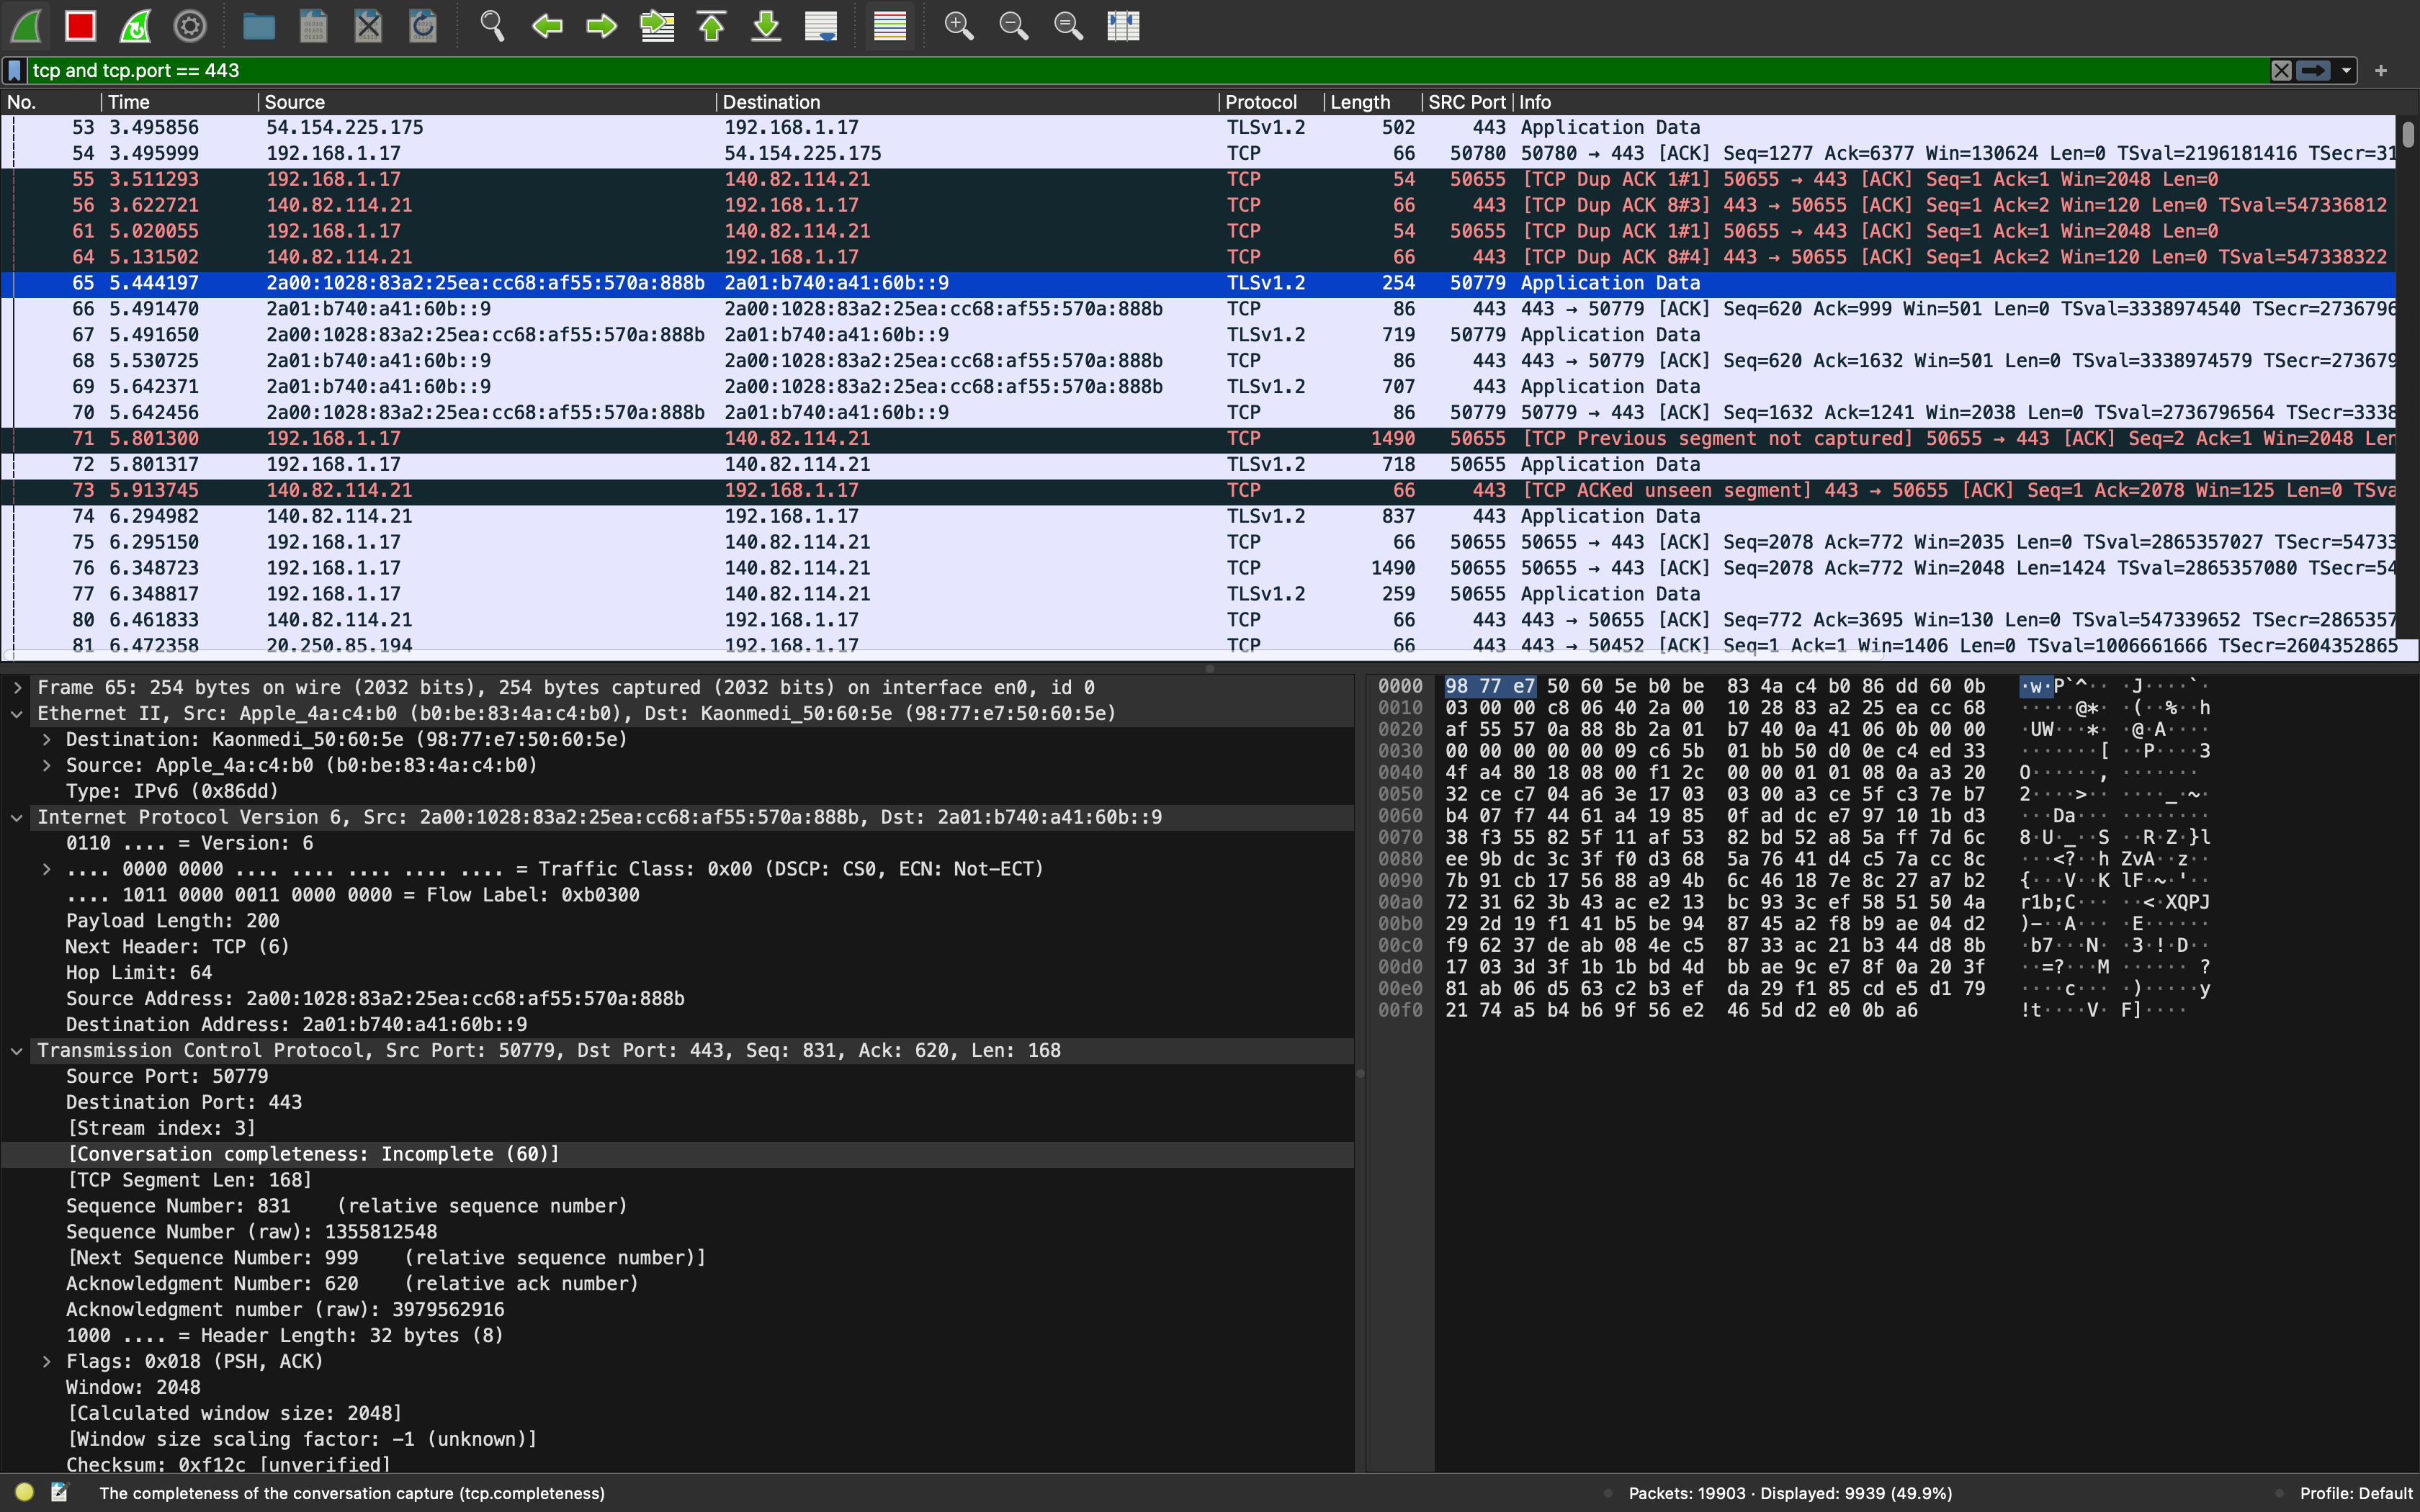 tcp and tcp.port == 443
No. Time Source Destination Protocol Length SRC Port Info
53 3.495856 54.154.225.175 192.168.1.17 TLSv1.2 502 443 Application Data
54 3.495999 192.168.1.17 54.154.225.175 TCP 66 50780 50780 → 443 [ACK] Seq=1277 Ack=6377 Win=130624 Len=0 TSval=2196181416 TSecr=31
55 3.511293 192.168.1.17 140.82.114.21 TCP 54 50655 [TCP Dup ACK 1#1] 50655 → 443 [ACK] Seq=1 Ack=1 Win=2048 Len=0
56 3.622721 140.82.114.21 192.168.1.17 TCP 66 443 [TCP Dup ACK 8#3] 443 → 50655 [ACK] Seq=1 Ack=2 Win=120 Len=0 TSval=547336812
61 5.020055 192.168.1.17 140.82.114.21 TCP 54 50655 [TCP Dup ACK 1#1] 50655 → 443 [ACK] Seq=1 Ack=1 Win=2048 Len=0
64 5.131502 140.82.114.21 192.168.1.17 TCP 66 443 [TCP Dup ACK 8#4] 443 → 50655 [ACK] Seq=1 Ack=2 Win=120 Len=0 TSval=547338322
65 5.444197 2a00:1028:83a2:25ea:cc68:af55:570a:888b 2a01:b740:a41:60b::9 TLSv1.2 254 50779 Application Data
66 5.491470 2a01:b740:a41:60b::9 2a00:1028:83a2:25ea:cc68:af55:570a:888b TCP 86 443 443 → 50779 [ACK] Seq=620 Ack=999 Win=501 Len=0 TSval=3338974540 TSecr=2736796
67 5.491650 2a00:1028:83a2:25ea:cc68:af55:570a:888b 2a01:b740:a41:60b::9 TLSv1.2 719 50779 Application Data
68 5.530725 2a01:b740:a41:60b::9 2a00:1028:83a2:25ea:cc68:af55:570a:888b TCP 86 443 443 → 50779 [ACK] Seq=620 Ack=1632 Win=501 Len=0 TSval=3338974579 TSecr=273679
69 5.642371 2a01:b740:a41:60b::9 2a00:1028:83a2:25ea:cc68:af55:570a:888b TLSv1.2 707 443 Application Data
70 5.642456 2a00:1028:83a2:25ea:cc68:af55:570a:888b 2a01:b740:a41:60b::9 TCP 86 50779 50779 → 443 [ACK] Seq=1632 Ack=1241 Win=2038 Len=0 TSval=2736796564 TSecr=3338
71 5.801300 192.168.1.17 140.82.114.21 TCP 1490 50655 [TCP Previous segment not captured] 50655 → 443 [ACK] Seq=2 Ack=1 Win=2048 Len
72 5.801317 192.168.1.17 140.82.114.21 TLSv1.2 718 50655 Application Data
73 5.913745 140.82.114.21 192.168.1.17 TCP 66 443 [TCP ACKed unseen segment] 443 → 50655 [ACK] Seq=1 Ack=2078 Win=125 Len=0 TSva
74 6.294982 140.82.114.21 192.168.1.17 TLSv1.2 837 443 Application Data
75 6.295150 192.168.1.17 140.82.114.21 TCP 66 50655 50655 → 443 [ACK] Seq=2078 Ack=772 Win=2035 Len=0 TSval=2865357027 TSecr=54733
76 6.348723 192.168.1.17 140.82.114.21 TCP 1490 50655 50655 → 443 [ACK] Seq=2078 Ack=772 Win=2048 Len=1424 TSval=2865357080 TSecr=54
77 6.348817 192.168.1.17 140.82.114.21 TLSv1.2 259 50655 Application Data
80 6.461833 140.82.114.21 192.168.1.17 TCP 66 443 443 → 50655 [ACK] Seq=772 Ack=3695 Win=130 Len=0 TSval=547339652 TSecr=2865357
81 6.472358 20.250.85.194 192.168.1.17 TCP 66 443 443 → 50452 [ACK] Seq=1 Ack=1 Win=1406 Len=0 TSval=1006661666 TSecr=2604352865
Frame 65: 254 bytes on wire (2032 bits), 254 bytes captured (2032 bits) on interface en0, id 0
Ethernet II, Src: Apple_4a:c4:b0 (b0:be:83:4a:c4:b0), Dst: Kaonmedi_50:60:5e (98:77:e7:50:60:5e)
Destination: Kaonmedi_50:60:5e (98:77:e7:50:60:5e)
Source: Apple_4a:c4:b0 (b0:be:83:4a:c4:b0)
Type: IPv6 (0x86dd)
Internet Protocol Version 6, Src: 2a00:1028:83a2:25ea:cc68:af55:570a:888b, Dst: 2a01:b740:a41:60b::9
0110 .... = Version: 6
.... 0000 0000 .... .... .... .... .... = Traffic Class: 0x00 (DSCP: CS0, ECN: Not-ECT)
.... 1011 0000 0011 0000 0000 = Flow Label: 0xb0300
Payload Length: 200
Next Header: TCP (6)
Hop Limit: 64
Source Address: 2a00:1028:83a2:25ea:cc68:af55:570a:888b
Destination Address: 2a01:b740:a41:60b::9
Transmission Control Protocol, Src Port: 50779, Dst Port: 443, Seq: 831, Ack: 620, Len: 168
Source Port: 50779
Destination Port: 443
[Stream index: 3]
[Conversation completeness: Incomplete (60)]
[TCP Segment Len: 168]
Sequence Number: 831 (relative sequence number)
Sequence Number (raw): 1355812548
[Next Sequence Number: 999 (relative sequence number)]
Acknowledgment Number: 620 (relative ack number)
Acknowledgment number (raw): 3979562916
1000 .... = Header Length: 32 bytes (8)
Flags: 0x018 (PSH, ACK)
Window: 2048
[Calculated window size: 2048]
[Window size scaling factor: -1 (unknown)]
Checksum: 0xf12c [unverified]
0000 98 77 e7 50 60 5e b0 be 83 4a c4 b0 86 dd 60 0b ·w·P`^·· ·J····`·
0010 03 00 00 c8 06 40 2a 00 10 28 83 a2 25 ea cc 68 ·····@*· ·(··%··h
0020 af 55 57 0a 88 8b 2a 01 b7 40 0a 41 06 0b 00 00 ·UW···*· ·@·A····
0030 00 00 00 00 00 09 c6 5b 01 bb 50 d0 0e c4 ed 33 ·······[ ··P····3
0040 4f a4 80 18 08 00 f1 2c 00 00 01 01 08 0a a3 20 O······, ·······
0050 32 ce c7 04 a6 3e 17 03 03 00 a3 ce 5f c3 7e b7 2····>·· ····_·~·
0060 b4 07 f7 44 61 a4 19 85 0f ad dc e7 97 10 1b d3 ···Da··· ········
0070 38 f3 55 82 5f 11 af 53 82 bd 52 a8 5a ff 7d 6c 8·U·_··S ··R·Z·}l
0080 ee 9b dc 3c 3f f0 d3 68 5a 76 41 d4 c5 7a cc 8c ···<?··h ZvA··z··
0090 7b 91 cb 17 56 88 a9 4b 6c 46 18 7e 8c 27 a7 b2 {···V··K lF·~·'··
00a0 72 31 62 3b 43 ac e2 13 bc 93 3c ef 58 51 50 4a r1b;C··· ··<·XQPJ
00b0 29 2d 19 f1 41 b5 be 94 87 45 a2 f8 b9 ae 04 d2 )-··A··· ·E······
00c0 f9 62 37 de ab 08 4e c5 87 33 ac 21 b3 44 d8 8b ·b7···N· ·3·!·D··
00d0 17 03 3d 3f 1b 1b bd 4d bb ae 9c e7 8f 0a 20 3f ··=?···M ······ ?
00e0 81 ab 06 d5 63 c2 b3 ef da 29 f1 85 cd e5 d1 79 ····c··· ·)·····y
00f0 21 74 a5 b4 b6 9f 56 e2 46 5d d2 e0 0b a6 !t····V· F]····
The completeness of the conversation capture (tcp.completeness)
Packets: 19903 · Displayed: 9939 (49.9%)
Profile: Default